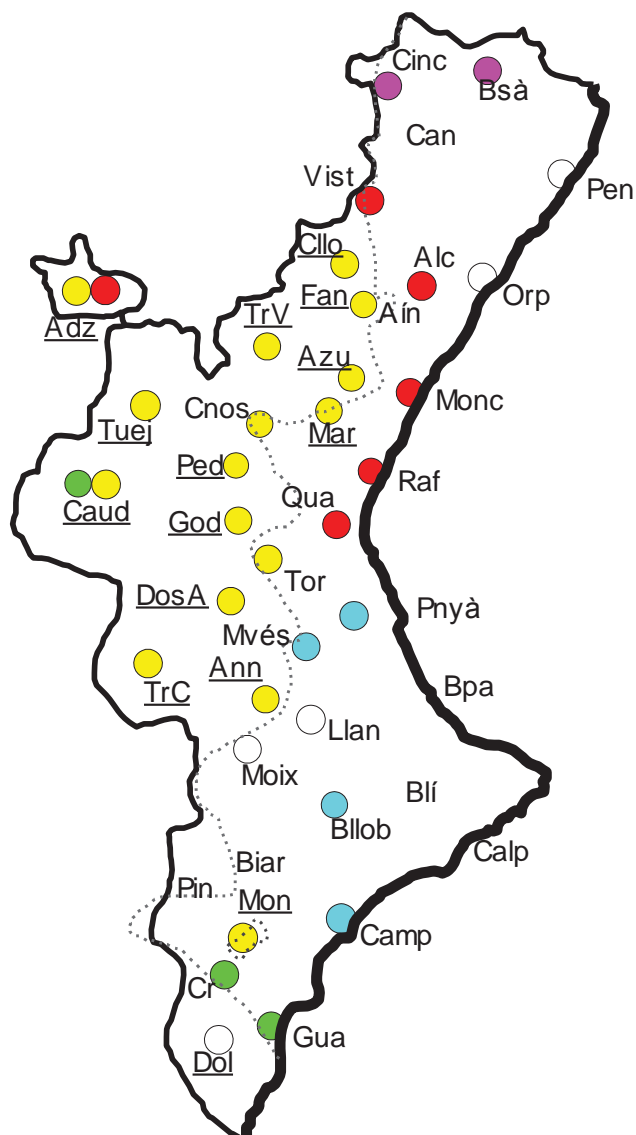 Cinc
Bsà
Can
Pen
Vist
Cllo
Alc
Fan
Orp
Aín
Adz
TrV
Azu
Monc
Cnos
Mar
Tuej
Ped
Raf
Qua
Caud
God
Tor
DosA
Pnyà
Mvés
Ann
TrC
Bpa
Llan
Moix
Blí
Bllob
Calp
Biar
Pin
Mon
Camp
Cr
Gua
Dol